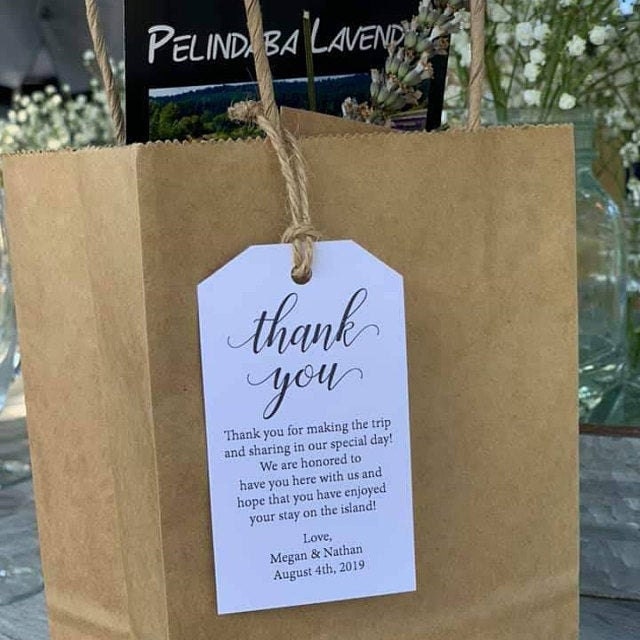 PELINDABA LAVEND
thank
you
Thank you for making the trip
and sharing in our special day!
We are honored to
have you here with us and
hope that you have enjoyed
your stay on the island!
Love,
Megan & Nathan
August 4th, 2019